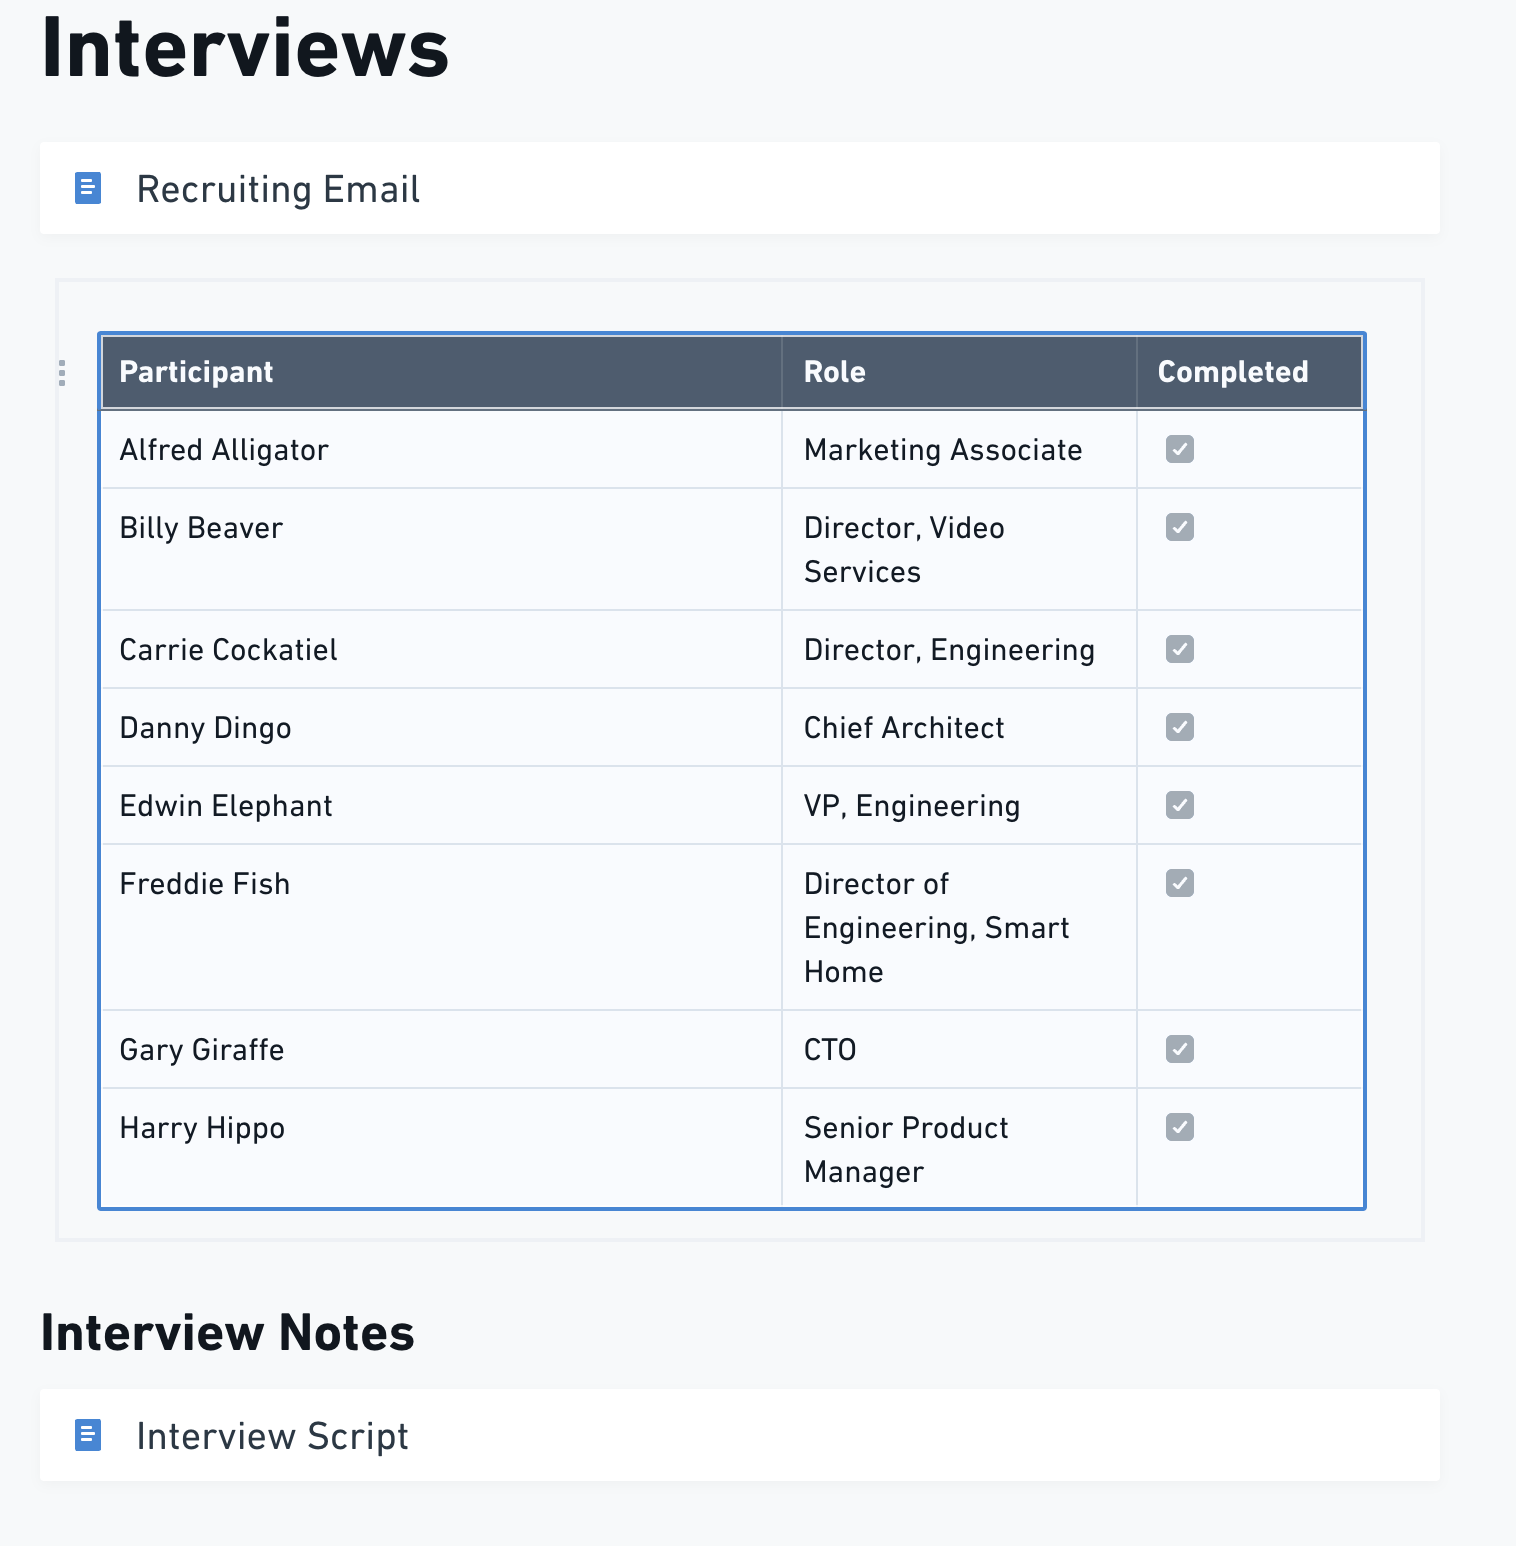 Interviews
Recruiting Email
Participant Role Completed
Alfred Alligator Marketing Associate
Billy Beaver Director, Video
Services
Carrie Cockatiel Director, Engineering
Danny Dingo Chief Architect
Edwin Elephant VP, Engineering
Freddie Fish Director of
Engineering, Smart
Home
Gary Giraffe CTO
Harry Hippo Senior Product
Manager
Interview Notes
Interview Script